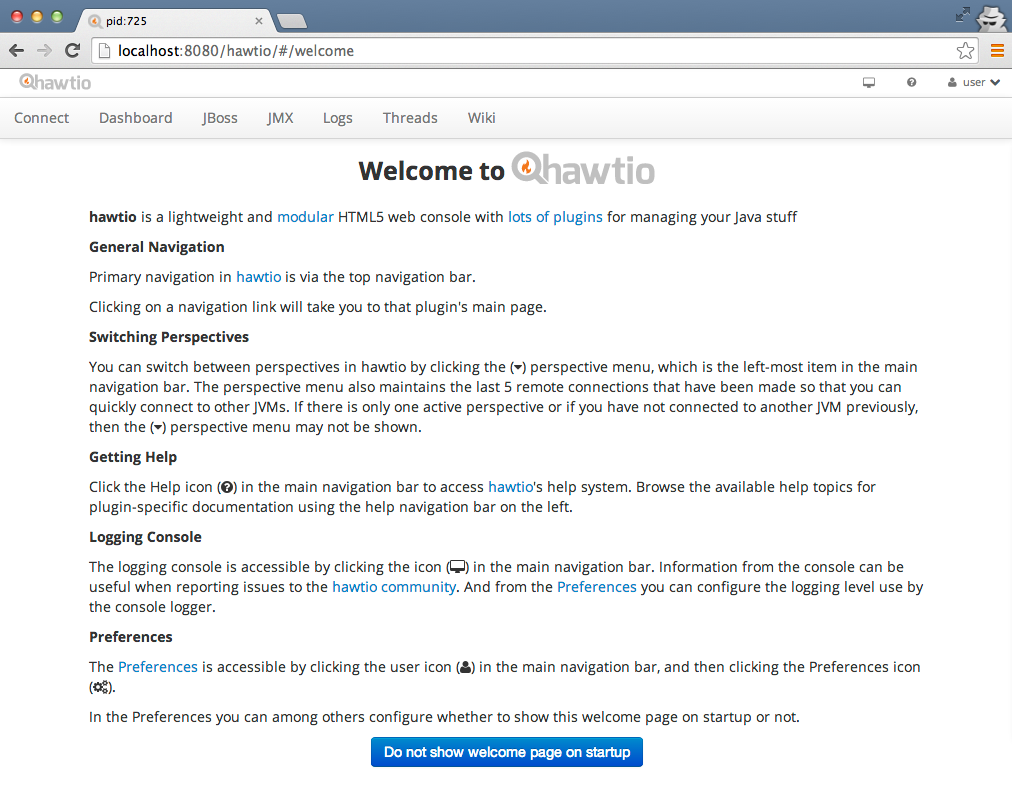 pid:725
localhost:8080/hawtio/#/welcome
hawtio
user
Connect Dashboard JBoss JMX Logs Threads Wiki
Welcome to hawtio
hawtio is a lightweight and modular HTML5 web console with lots of plugins for managing your Java stuff
General Navigation
Primary navigation in hawtio is via the top navigation bar.
Clicking on a navigation link will take you to that plugin's main page.
Switching Perspectives
You can switch between perspectives in hawtio by clicking the () perspective menu, which is the left-most item in the main
navigation bar. The perspective menu also maintains the last 5 remote connections that have been made so that you can
quickly connect to other JVMs. If there is only one active perspective or if you have not connected to another JVM previously,
then the () perspective menu may not be shown.
Getting Help
Click the Help icon (?) in the main navigation bar to access hawtio's help system. Browse the available help topics for
plugin-specific documentation using the help navigation bar on the left.
Logging Console
The logging console is accessible by clicking the icon () in the main navigation bar. Information from the console can be
useful when reporting issues to the hawtio community. And from the Preferences you can configure the logging level use by
the console logger.
Preferences
The Preferences is accessible by clicking the user icon () in the main navigation bar, and then clicking the Preferences icon
().
In the Preferences you can among others configure whether to show this welcome page on startup or not.
Do not show welcome page on startup